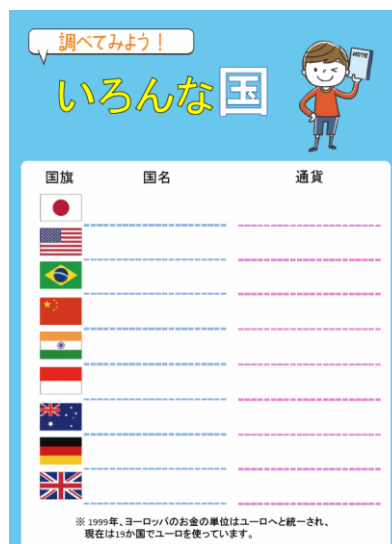 調べてみよう！
いろんな国
NOTE
国旗 国名 通貨
※ 1999年、ヨーロッパのお金の単位はユーロへと統一され、
現在は19か国でユーロを使っています。